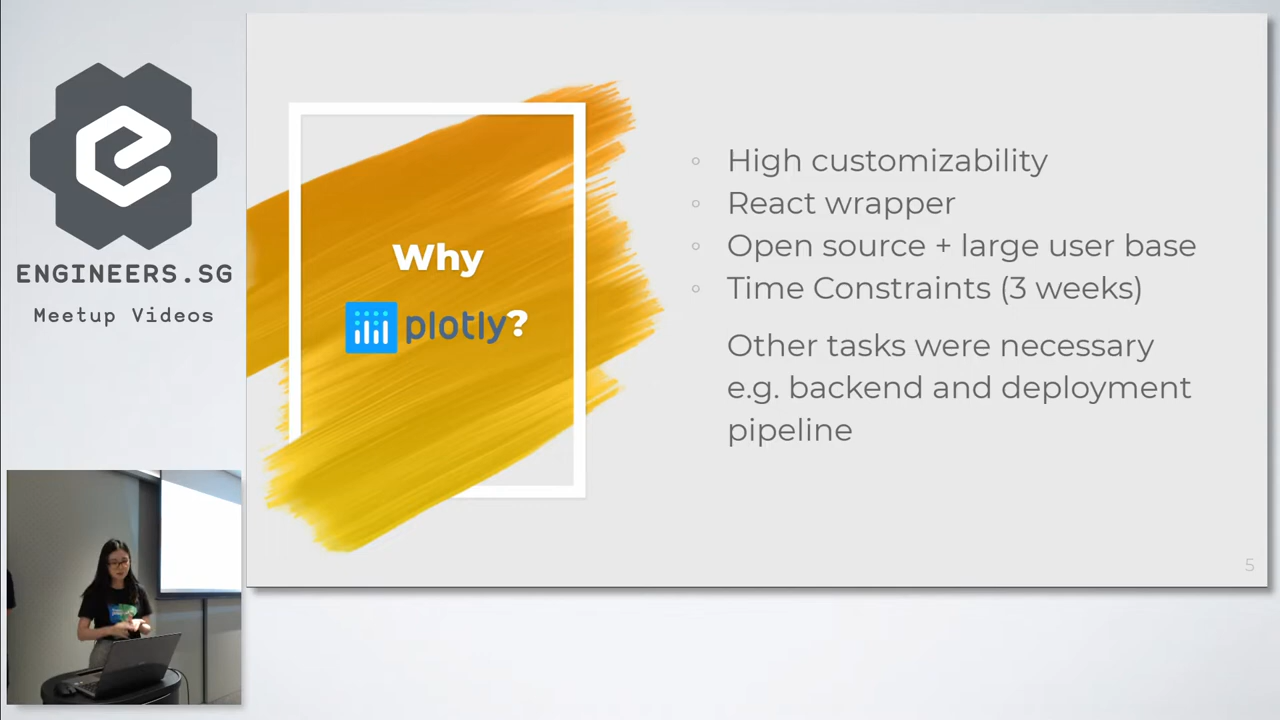 ENGINEERS.SG
Meetup Videos
Why
plotly?
High customizability
React wrapper
Open source + large user base
Time Constraints (3 weeks)
Other tasks were necessary
e.g. backend and deployment
pipeline
5